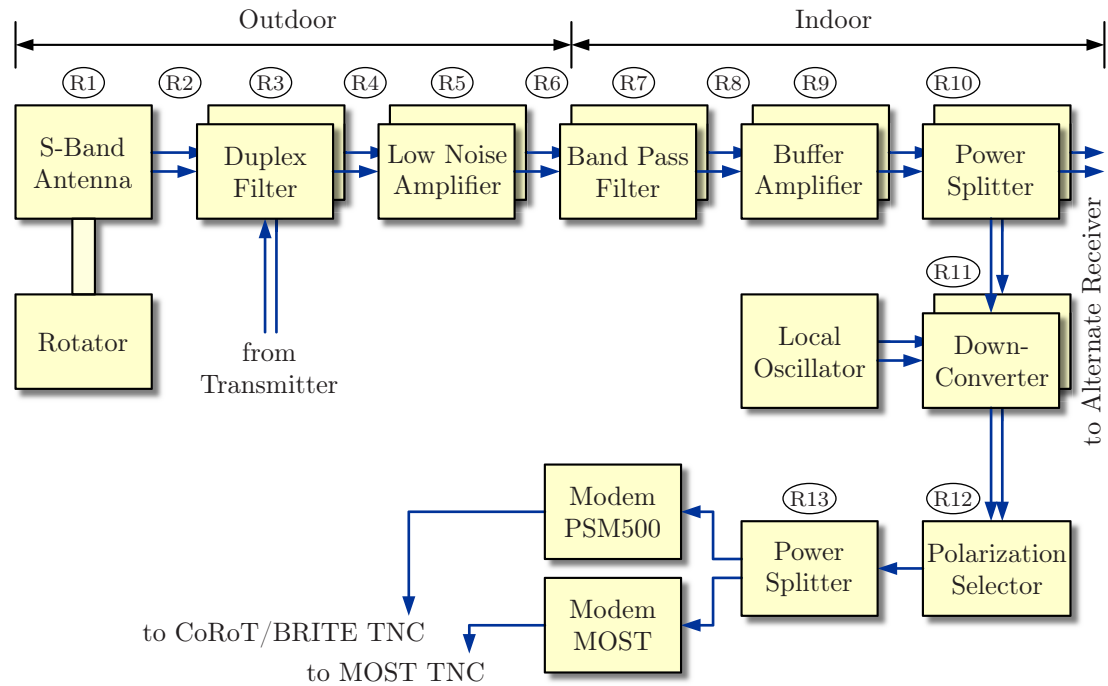 Outdoor
Indoor
R1
R2
R3
R4
R5
R6
R7
R8
R9
R10
S-Band
Antenna
Duplex
Filter
Low Noise
Amplifier
Band Pass
Filter
Buffer
Amplifier
Power
Splitter
to Alternate Receiver
R11
Rotator
from
Transmitter
Local
Oscillator
Down-
Converter
R12
R13
Modem
PSM500
Power
Splitter
Polarization
Selector
Modem
MOST
to CoRoT/BRITE TNC
to MOST TNC